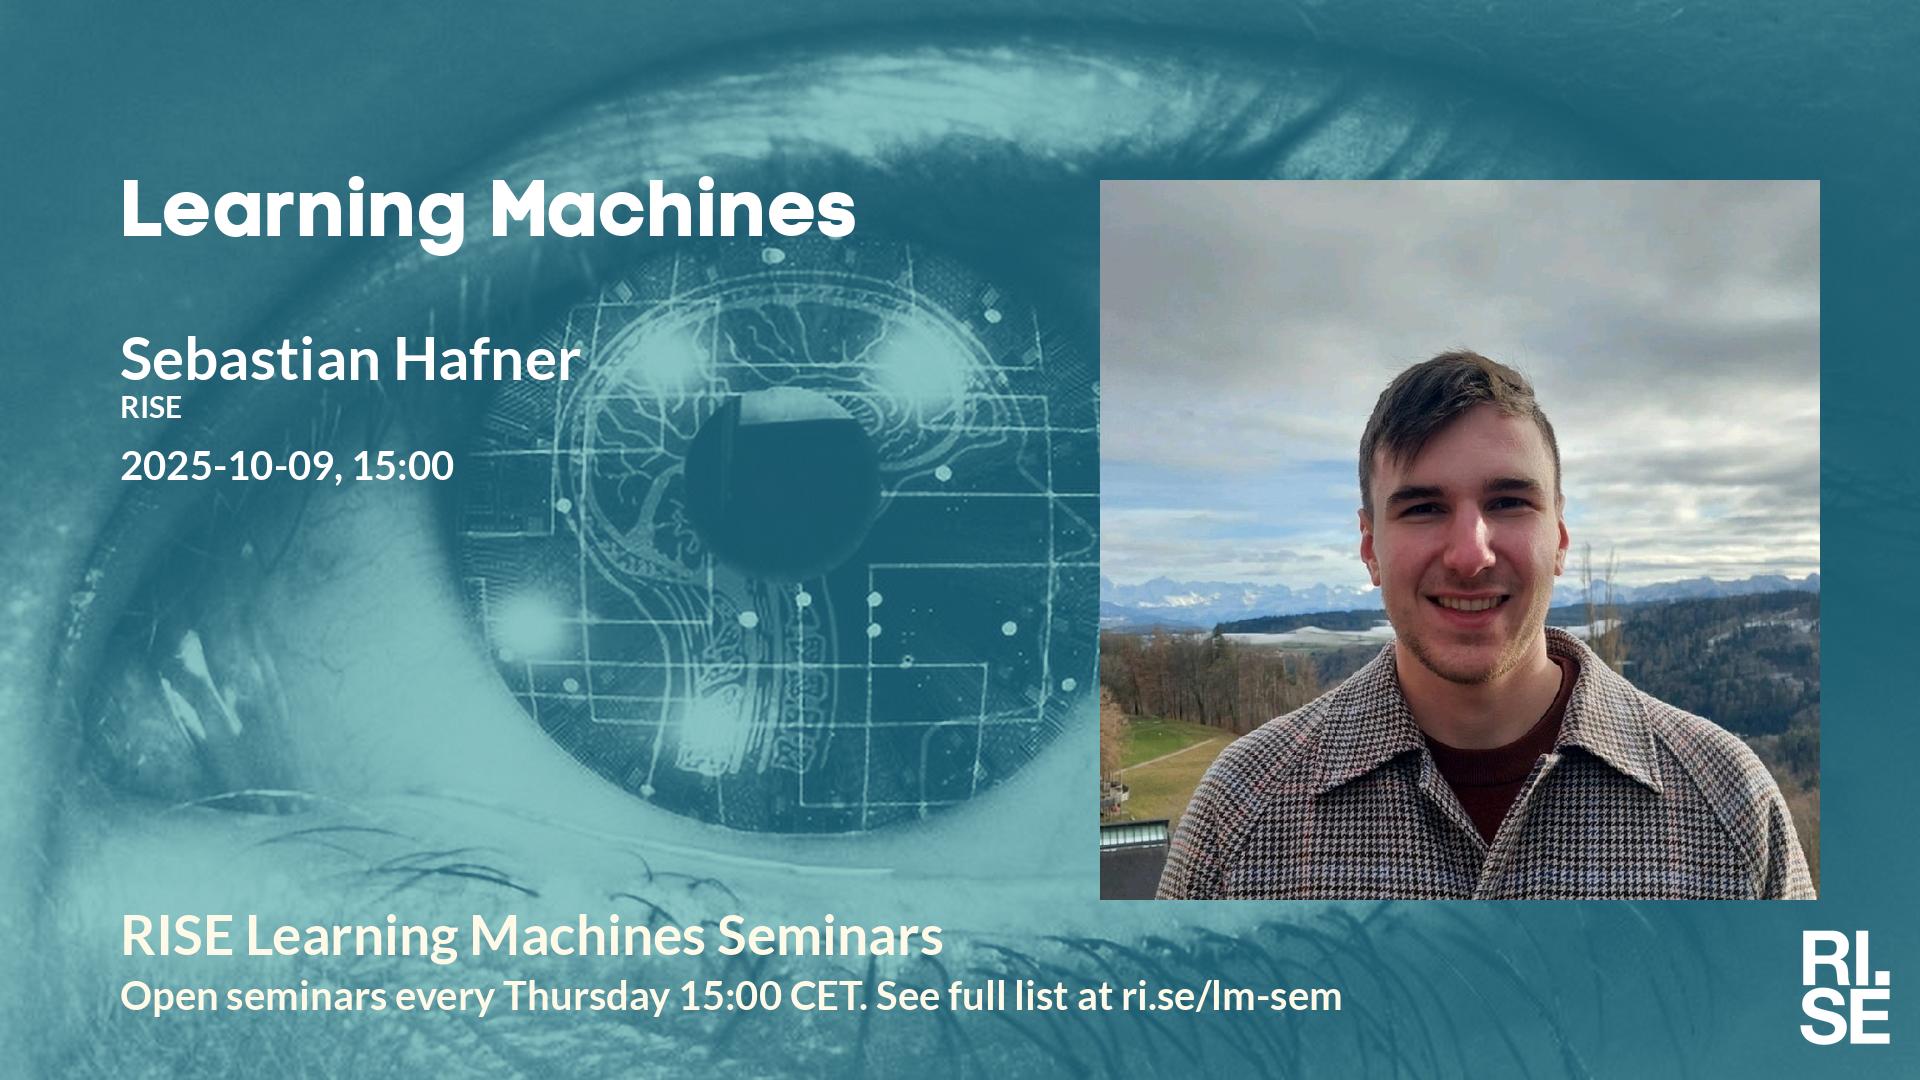 Learning Machines
Sebastian Hafner
RISE
2025-10-09, 15:00
RISE Learning Machines Seminars
Open seminars every Thursday 15:00 CET. See full list at ri.se/lm-sem
RI.
SE